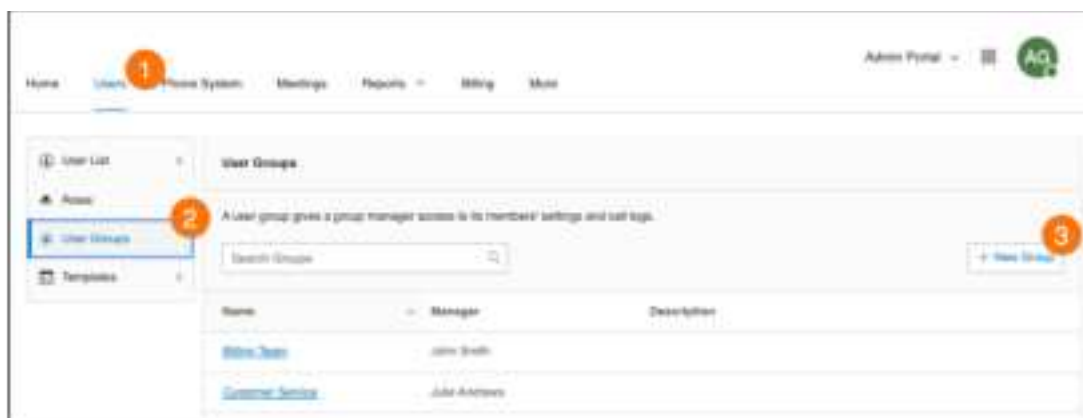 Admin Portal
AG
1
Home Users Phone System Meetings Reports Billing More
User List
User Groups
Roles
2
A user group gives a group manager access to its members' settings and call logs.
3
User Groups
Search Groups
+ New Group
Templates
Name Manager Description
Billing Team John Smith
Customer Service Julie Andrews